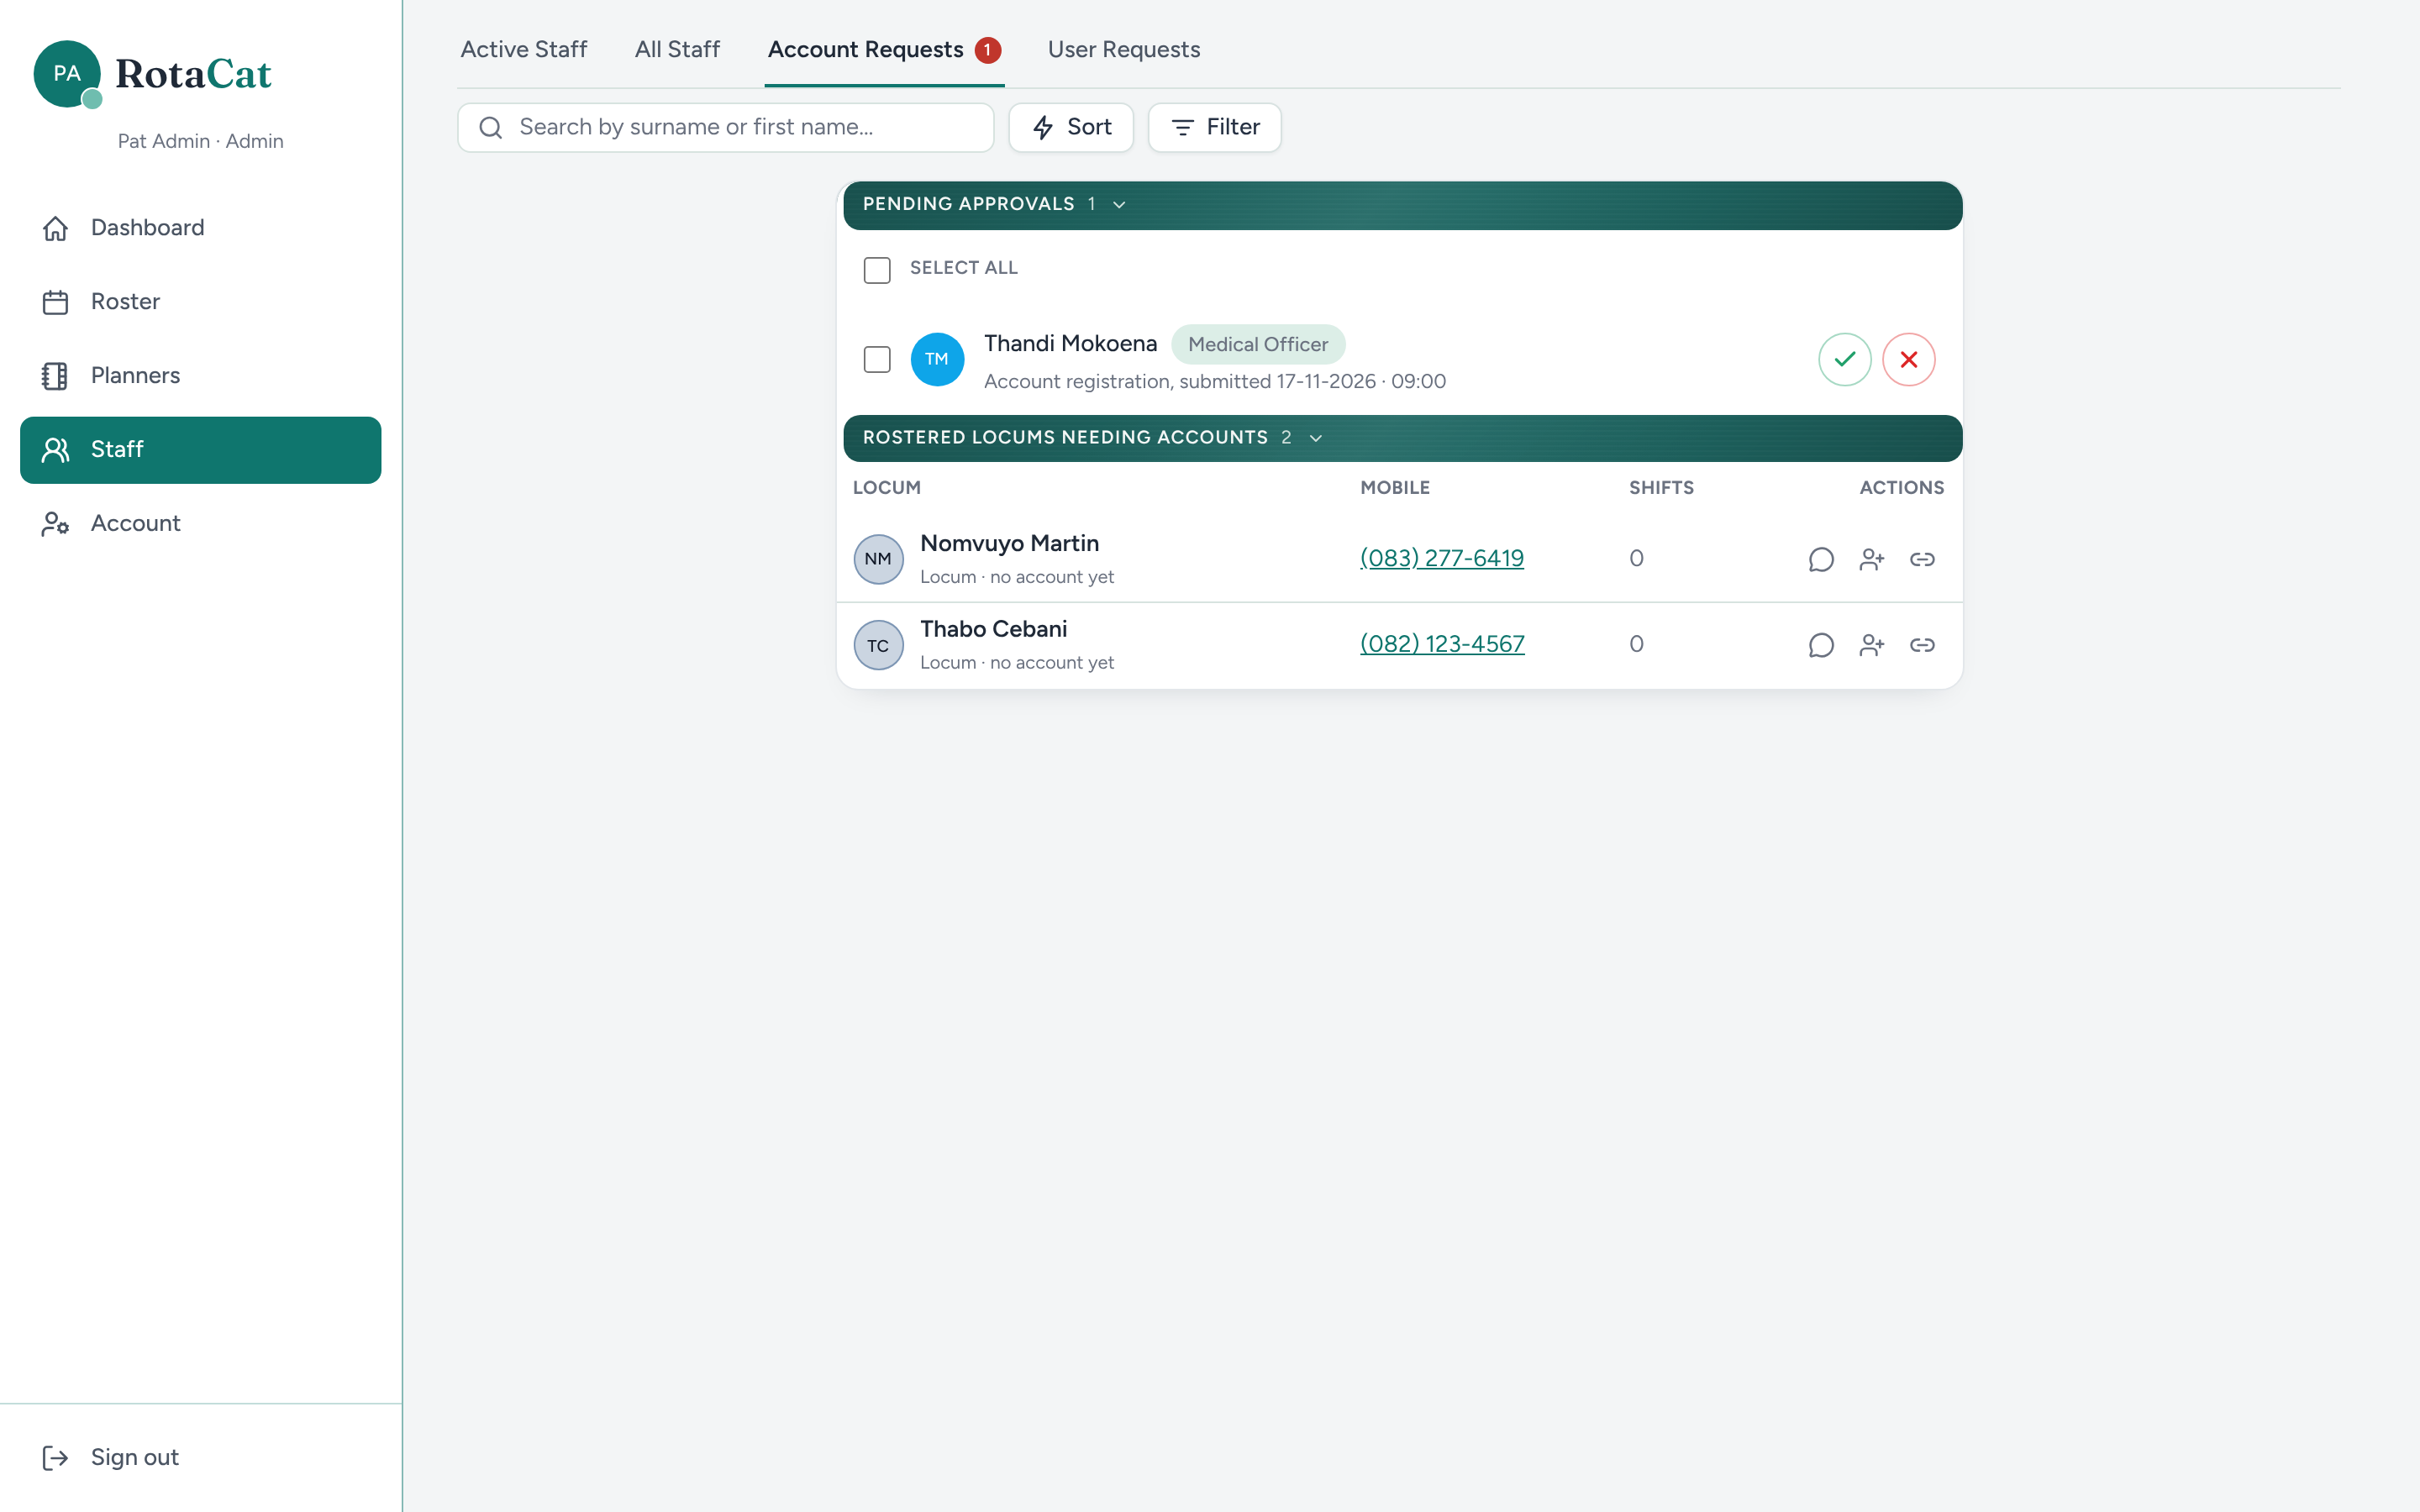 PA RotaCat
Pat Admin · Admin
Dashboard
Roster
Planners
Staff
Account
Sign out
Active Staff All Staff Account Requests 1 User Requests
Search by surname or first name... Sort Filter
PENDING APPROVALS 1
SELECT ALL
TM Thandi Mokoena Medical Officer
Account registration, submitted 17-11-2026 · 09:00
ROSTERED LOCUMS NEEDING ACCOUNTS 2
LOCUM MOBILE SHIFTS ACTIONS
NM Nomvuyo Martin (083) 277-6419 0
Locum · no account yet
TC Thabo Cebani (082) 123-4567 0
Locum · no account yet